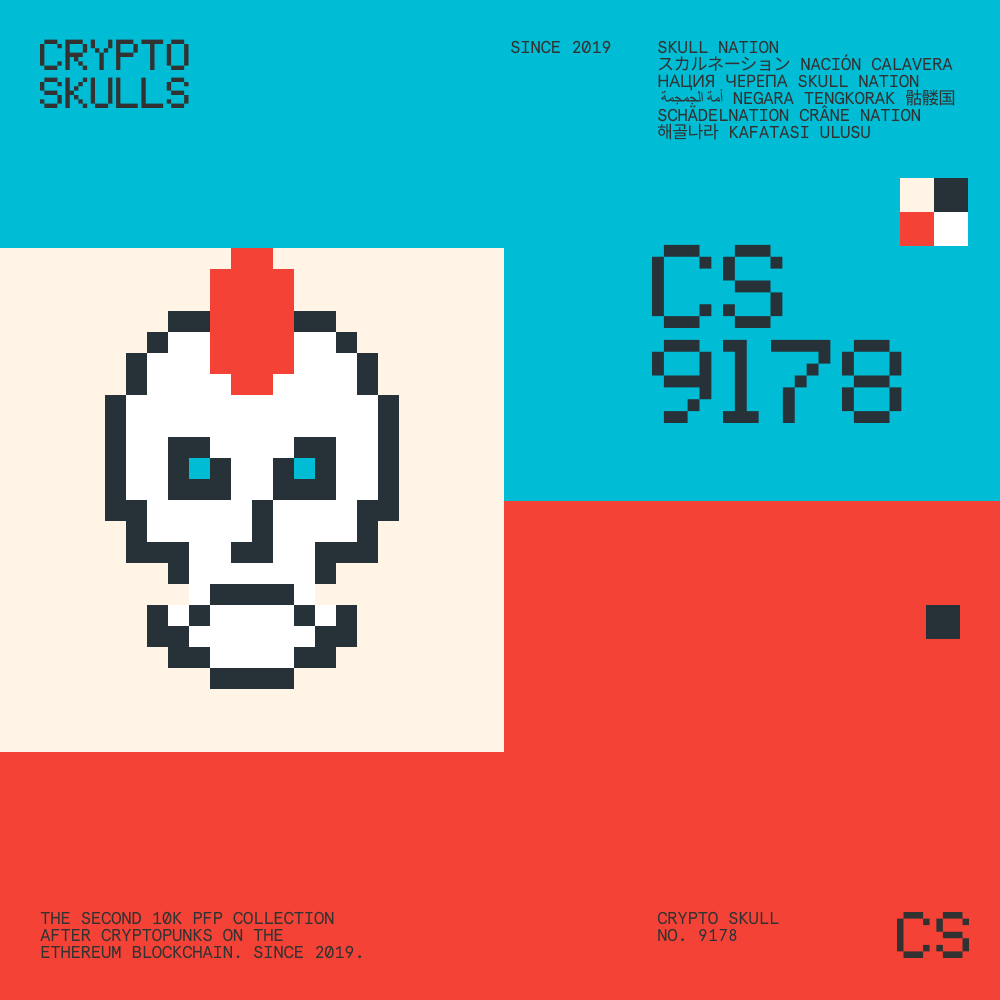 CRYPTO
SKULLS
SINCE 2019
SKULL NATION
スカルネーション NACIÓN CALAVERA
НАЦИЯ ЧЕРЕПА SKULL NATION
أمة الجمجمة NEGARA TENGKORAK 骷髅国
SCHÄDELNATION CRÂNE NATION
해골나라 KAFATASI ULUSU
CS
9178
THE SECOND 10K PFP COLLECTION
AFTER CRYPTOPUNKS ON THE
ETHEREUM BLOCKCHAIN. SINCE 2019.
CRYPTO SKULL
NO. 9178
CS